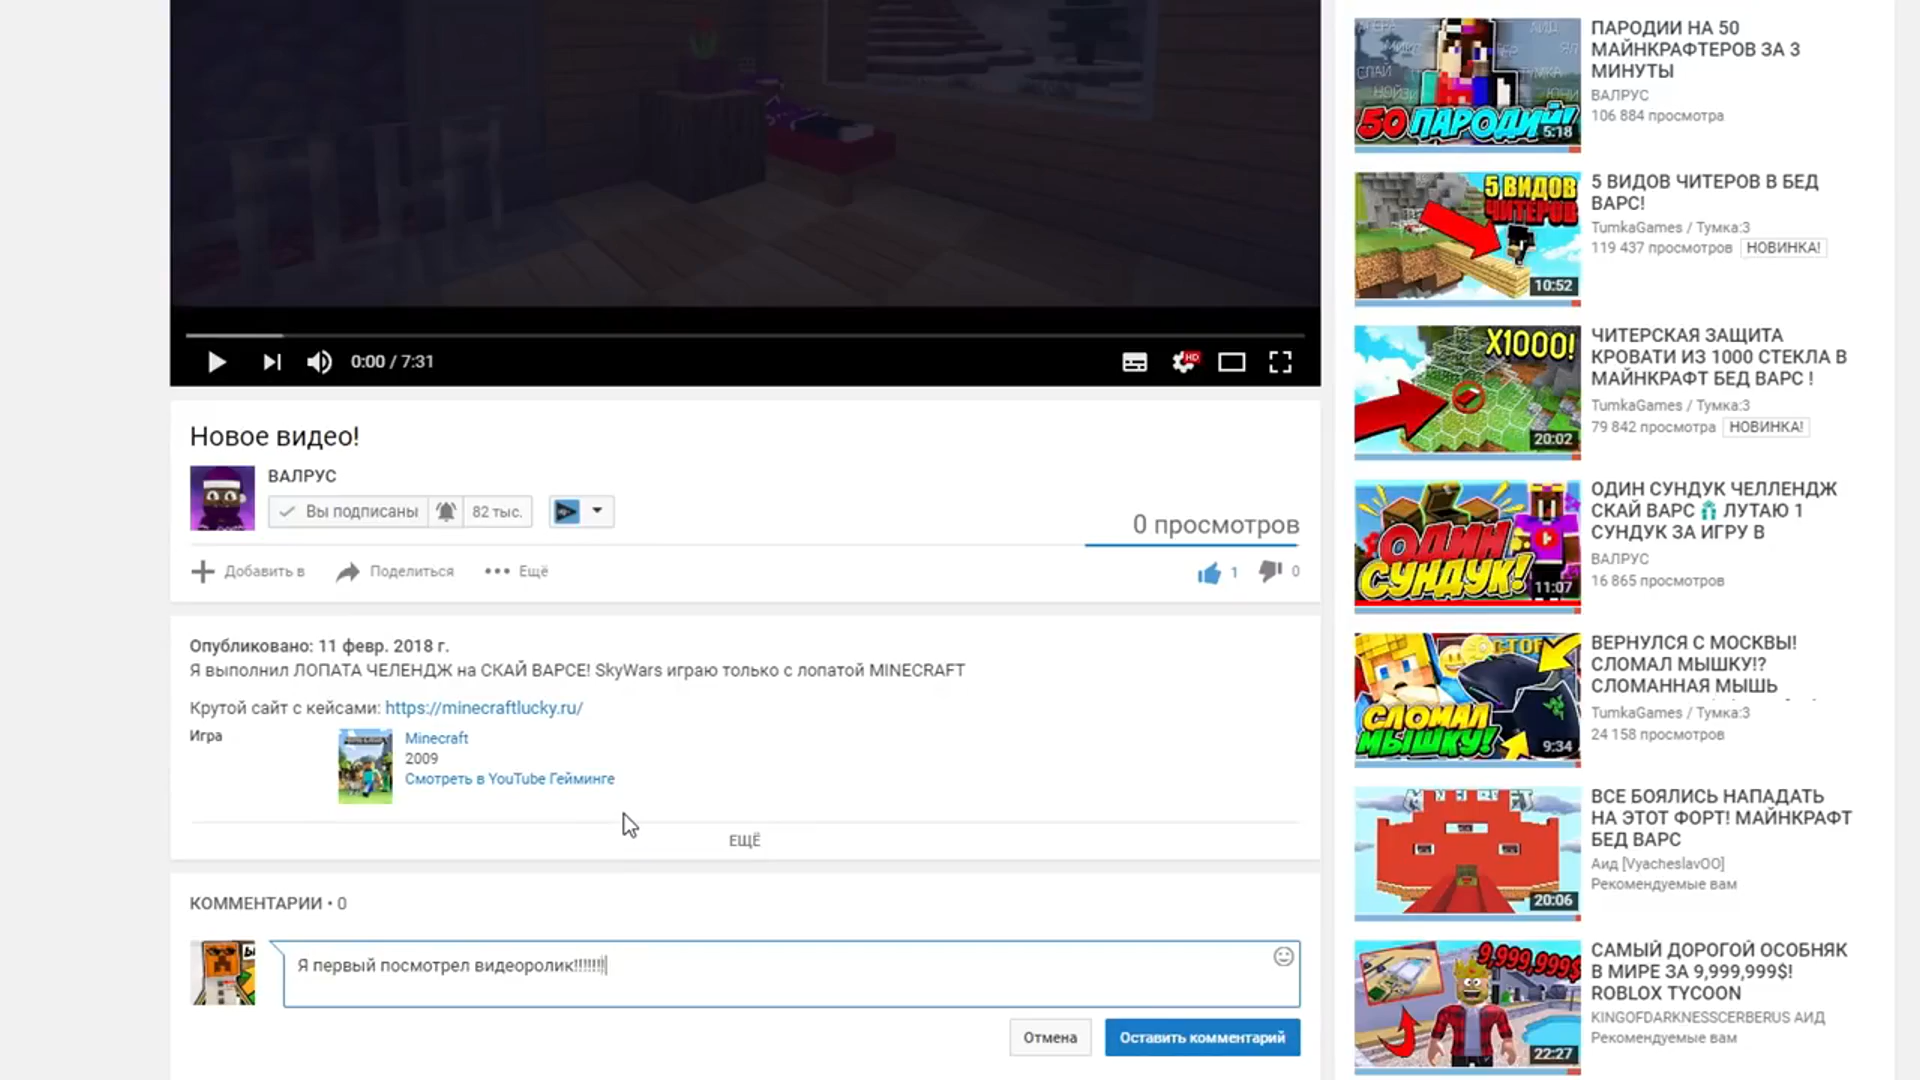 0:00 / 7:31
HD
Новое видео!
ВАЛРУС
Вы подписаны
82 тыс.
0 просмотров
Добавить в
Поделиться
Ещё
1
0
Опубликовано: 11 февр. 2018 г.
Я выполнил ЛОПАТА ЧЕЛЕНДЖ на СКАЙ ВАРСЕ! SkyWars играю только с лопатой MINECRAFT
Крутой сайт с кейсами: https://minecraftlucky.ru/
Игра
Minecraft
2009
Смотреть в YouTube Гейминге
ЕЩЁ
КОММЕНТАРИИ • 0
Я первый посмотрел видеоролик!!!!!!!
Отмена
Оставить комментарий
50 ПАРОДИЙ!
5:18
ПАРОДИИ НА 50
МАЙНКРАФТЕРОВ ЗА 3
МИНУТЫ
ВАЛРУС
106 884 просмотра
5 ВИДОВ
ЧИТЕРОВ
10:52
5 ВИДОВ ЧИТЕРОВ В БЕД
ВАРС!
TumkaGames / Тумка:3
119 437 просмотров
НОВИНКА!
X1000!
20:02
ЧИТЕРСКАЯ ЗАЩИТА
КРОВАТИ ИЗ 1000 СТЕКЛА В
МАЙНКРАФТ БЕД ВАРС !
TumkaGames / Тумка:3
79 842 просмотра
НОВИНКА!
ОДИН
СУНДУК!
11:07
ОДИН СУНДУК ЧЕЛЛЕНДЖ
СКАЙ ВАРС ЛУТАЮ 1
СУНДУК ЗА ИГРУ В
ВАЛРУС
16 865 просмотров
СЛОМАЛ
МЫШКУ!
9:34
ВЕРНУЛСЯ С МОСКВЫ!
СЛОМАЛ МЫШКУ!?
СЛОМАННАЯ МЫШЬ
TumkaGames / Тумка:3
24 158 просмотров
20:06
ВСЕ БОЯЛИСЬ НАПАДАТЬ
НА ЭТОТ ФОРТ! МАЙНКРАФТ
БЕД ВАРС
Аид [VyacheslavOO]
Рекомендуемые вам
9,999,999$
22:27
САМЫЙ ДОРОГОЙ ОСОБНЯК
В МИРЕ ЗА 9,999,999$!
ROBLOX TYCOON
KINGOFDARKNESSCERBERUS АИД
Рекомендуемые вам